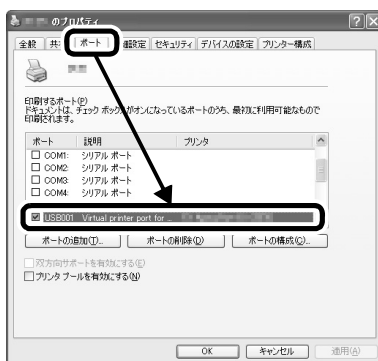 のプロパティ
全般 共 ポート 細設定 セキュリティ デバイスの設定 プリンター構成
印刷するポート(P)
ドキュメントは、チェック ボックスがオンになっているポートのうち、最初に利用可能なもので
印刷されます。
ポート 説明 プリンタ
COM1: シリアル ポート
COM2: シリアル ポート
COM3: シリアル ポート
COM4: シリアル ポート
USB001 Virtual printer port for ...
ポートの追加(T)... ポートの削除(D) ポートの構成(C)...
双方向サポートを有効にする(E)
プリンタ プールを有効にする(N)
OK キャンセル 適用(A)